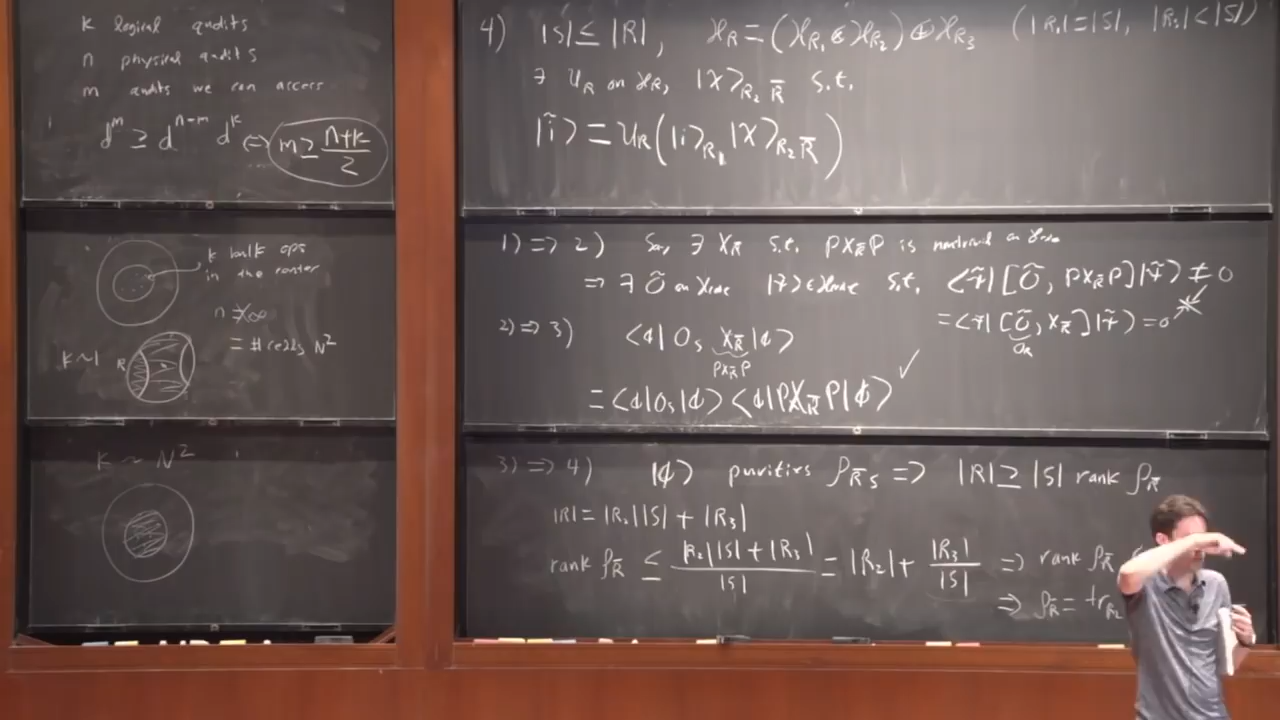 k logical qudits
n physical qudits
m qudits we can access
d^m ≥ d^{n-m} d^k ⇔ m ≥ \frac{n+k}{2}
k bulk ops
in the center
n
= # cells N^2
k~1 R
k ~ N^2
4) |S| ≤ |R|, ℋ_R = (ℋ_{R_1} ⊗ ℋ_{R_2}) ⊕ ℋ_{R_3} (|R_1| = |S|, |R_3| < |S|)
∃ U_R on ℋ_R, |χ⟩_{R_2 R̄} s.t.
|ĩ⟩ = U_R(|i⟩_{R_1} |χ⟩_{R_2 R̄})
1) ⇒ 2) Say ∃ X_R̄ s.t. P X_R̄ P is nontrivial on ℋ_code
⇒ ∃ Õ on ℋ_code |ψ̃⟩ ∈ ℋ_code s.t. ⟨ψ̃|[Õ, P X_R̄ P]|ψ̃⟩ ≠ 0
= ⟨ψ̃|[Õ, X_R̄]|ψ̃⟩ = 0
O_R
2) ⇒ 3) ⟨ϕ| O_S X_R̄ |ϕ⟩
P X_R̄ P
= ⟨ϕ|O_S|ϕ⟩ ⟨ϕ|P X_R̄ P|ϕ⟩ ✓
3) ⇒ 4) |ϕ⟩ purifies ρ_{R̄S} ⇒ |R| ≥ |S| rank ρ_R̄
|R| = |R_2||S| + |R_3|
rank ρ_R̄ ≤ \frac{|R_2||S| + |R_3|}{|S|} = |R_2| + \frac{|R_3|}{|S|} ⇒ rank ρ_R̄
⇒ ρ_R̄ = tr_{R_2}